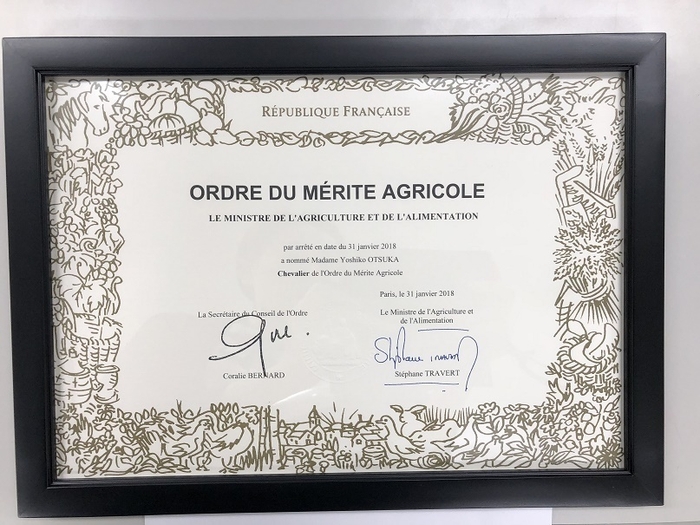 RÉPUBLIQUE FRANÇAISE
ORDRE DU MÉRITE AGRICOLE
LE MINISTRE DE L'AGRICULTURE ET DE L'ALIMENTATION
par arrêté en date du 31 janvier 2018
a nommé Madame Yoshiko OTSUKA
Chevalier de l'Ordre du Mérite Agricole
Paris, le 31 janvier 2018
La Secrétaire du Conseil de l'Ordre
Coralie BERNARD
Le Ministre de l'Agriculture et
de l'Alimentation
Stéphane TRAVERT